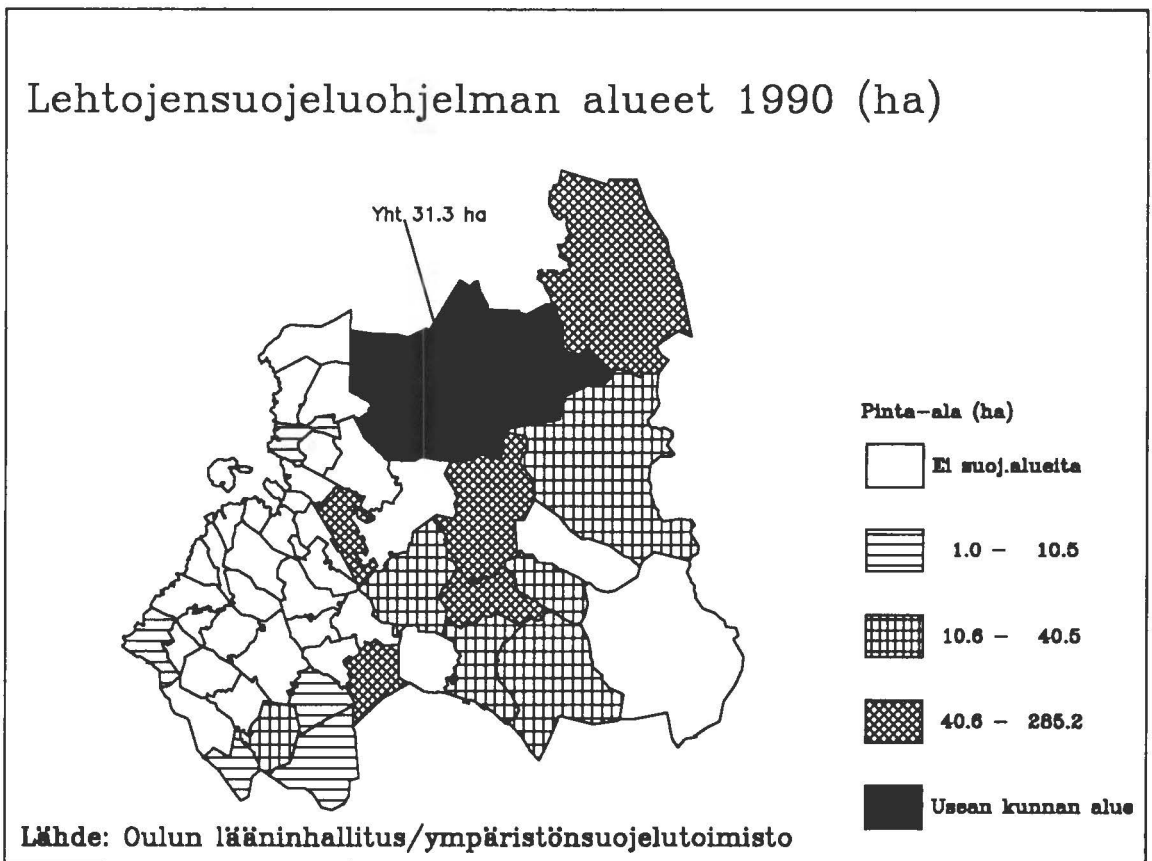 Lehtojensuojeluohjelman alueet 1990 (ha)
Yht. 31.3 ha
Pinta-ala (ha)
Ei suoj.alueita
1.0 - 10.5
10.6 - 40.5
40.6 - 285.2
Usean kunnan alue
Lähde: Oulun lääninhallitus/ympäristönsuojelutoimisto